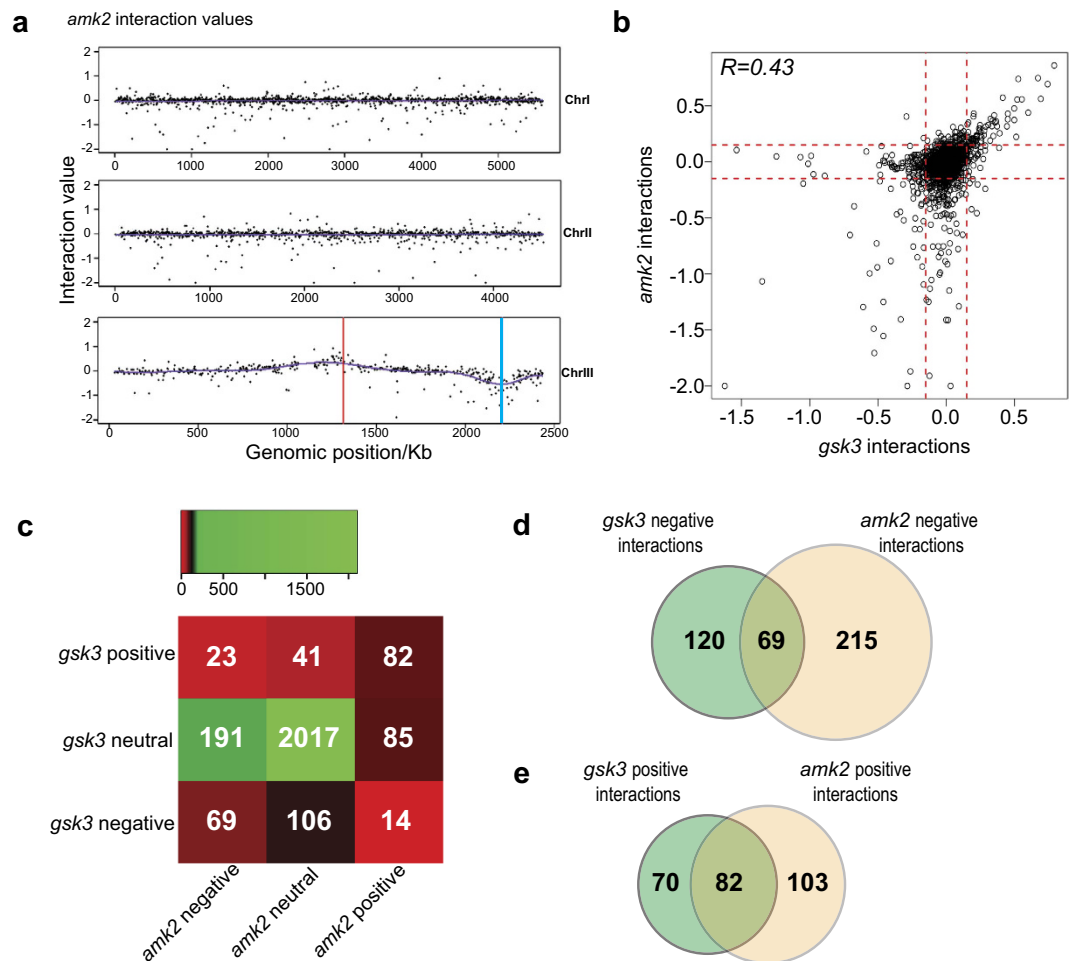 a
amk2 interaction values
Interaction value
2
1
0
-1
-2
0
1000
2000
3000
4000
5000
ChrI
2
1
0
-1
-2
0
1000
2000
3000
4000
ChrII
2
1
0
-1
-2
0
500
1000
1500
2000
2500
ChrIII
Genomic position/Kb
b
R=0.43
amk2 interactions
0.5
0.0
-0.5
-1.0
-1.5
-2.0
-1.5
-1.0
-0.5
0.0
0.5
gsk3 interactions
c
0
500
1500
gsk3 positive
23
41
82
gsk3 neutral
191
2017
85
gsk3 negative
69
106
14
amk2 negative
amk2 neutral
amk2 positive
d
gsk3 negative
interactions
amk2 negative
interactions
120
69
215
e
gsk3 positive
interactions
amk2 positive
interactions
70
82
103